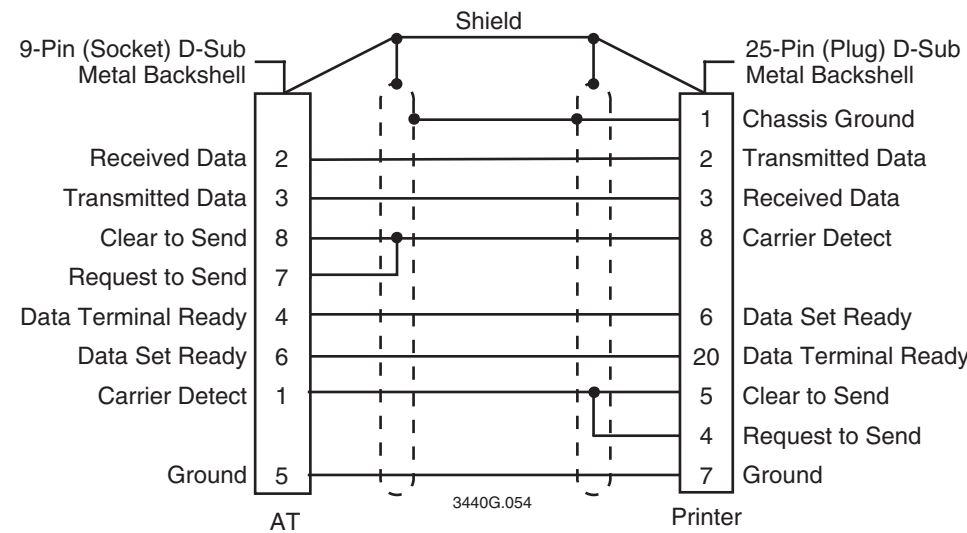 Shield
9-Pin (Socket) D-Sub
Metal Backshell
25-Pin (Plug) D-Sub
Metal Backshell
1 Chassis Ground
Received Data 2 2 Transmitted Data
Transmitted Data 3 3 Received Data
Clear to Send 8 8 Carrier Detect
Request to Send 7
Data Terminal Ready 4 6 Data Set Ready
Data Set Ready 6 20 Data Terminal Ready
Carrier Detect 1 5 Clear to Send
4 Request to Send
Ground 5 7 Ground
3440G.054
AT
Printer